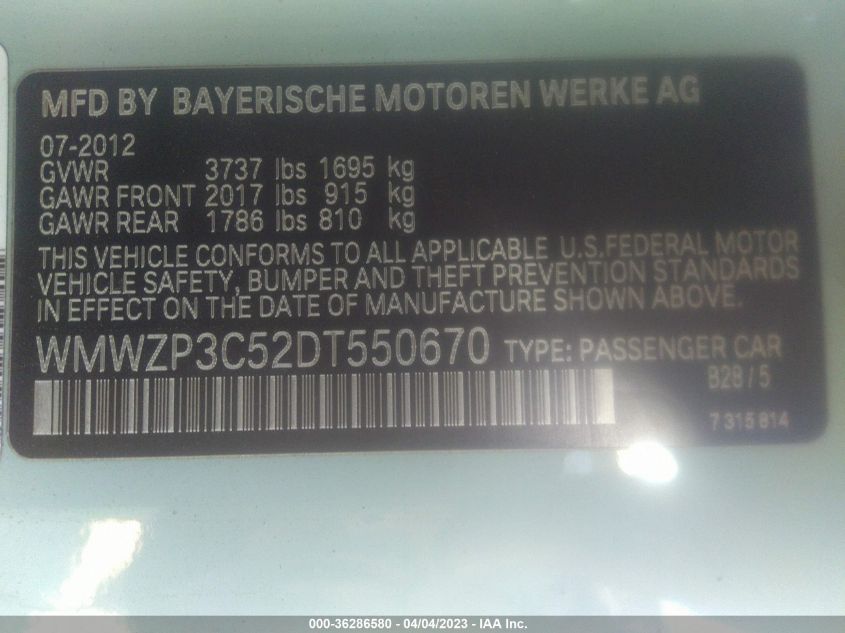 MFD BY BAYERISCHE MOTOREN WERKE AG
07-2012
GVWR 3737 lbs 1695 kg
GAWR FRONT 2017 lbs 915 kg
GAWR REAR 1786 lbs 810 kg
THIS VEHICLE CONFORMS TO ALL APPLICABLE U.S.FEDERAL MOTOR
VEHICLE SAFETY, BUMPER AND THEFT PREVENTION STANDARDS
IN EFFECT ON THE DATE OF MANUFACTURE SHOWN ABOVE.
WMWZP3C52DT550670 TYPE: PASSENGER CAR
B28/5
7 315 814
000-36286580 - 04/04/2023 - IAA Inc.